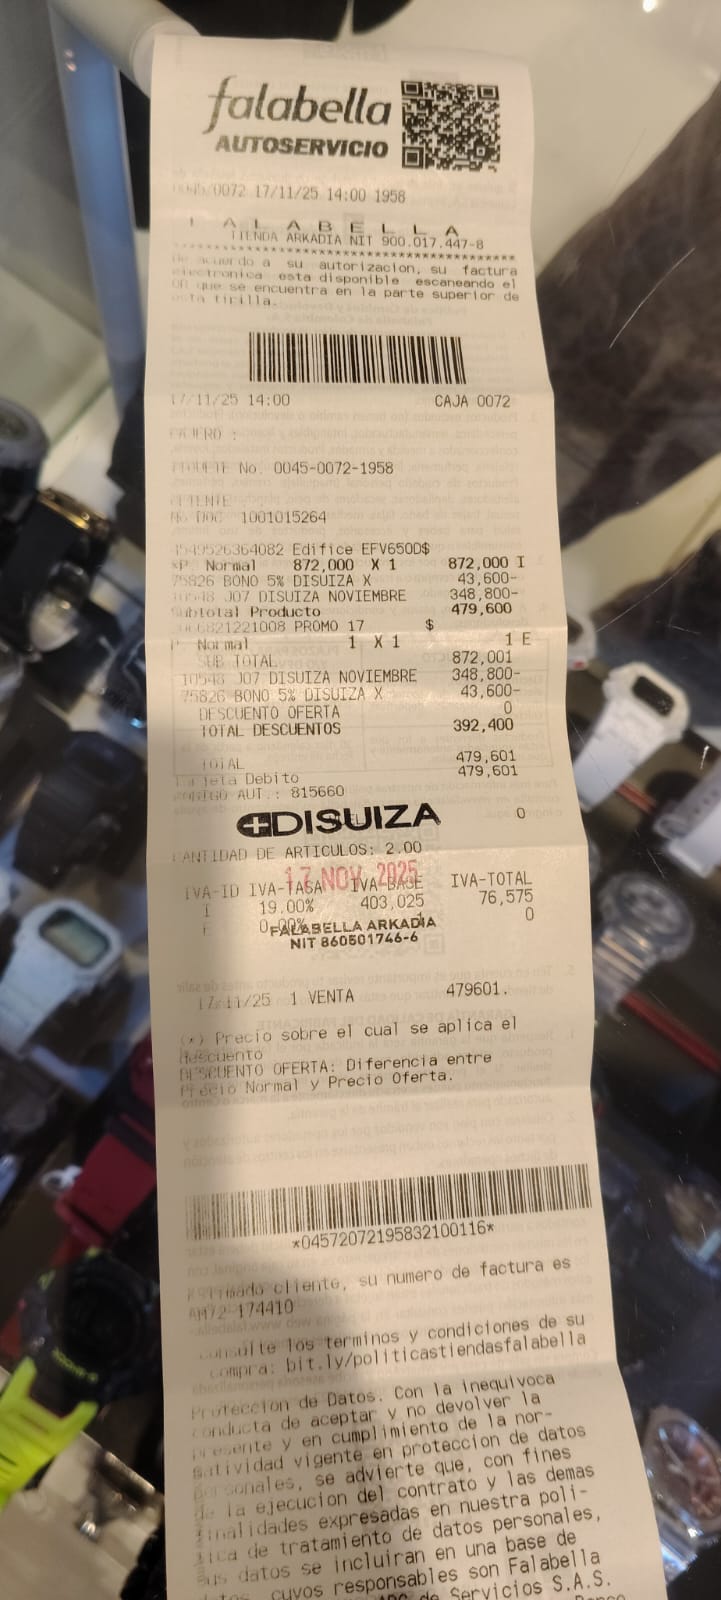 falabella
AUTOSERVICIO
0045/0072 17/11/25 14:00 1958
F A L A B E L L A
TIENDA ARKADIA NIT 900.017.447-8
****************************************
De acuerdo a su autorizacion, su factura
electronica esta disponible escaneando el
QR que se encuentra en la parte superior de
esta tirilla.
17/11/25 14:00 CAJA 0072
CAJERO :
TIQUETE No. 0045-0072-1958
CLIENTE
No DOC 1001015264
4549526364082 Edifice EFV650D$
*P Normal 872,000 X 1 872,000 I
75826 BONO 5% DISUIZA X 43,600-
10548 J07 DISUIZA NOVIEMBRE 348,800-
Subtotal Producto 479,600
PROMO 17 $
P Normal 1 X 1 1 E
SUB TOTAL 872,001
10548 J07 DISUIZA NOVIEMBRE 348,800-
75826 BONO 5% DISUIZA X 43,600-
DESCUENTO OFERTA 0
TOTAL DESCUENTOS 392,400
TOTAL 479,601
Tarjeta Debito 479,601
CODIGO AUT.: 815660
DISUIZA 0
CANTIDAD DE ARTICULOS: 2.00
17 NOV 2025
IVA-ID IVA-TASA IVA-BASE IVA-TOTAL
I 19.00% 403,025 76,575
E 0.00% 1 0
FALABELLA ARKADIA
NIT 860501746-6
17/11/25 1 VENTA 479601.
(*) Precio sobre el cual se aplica el
descuento
DESCUENTO OFERTA: Diferencia entre
Precio Normal y Precio Oferta.
*04572072195832100116*
Estimado cliente, su numero de factura es
AM72 174410
Consulte los terminos y condiciones de su
compra: bit.ly/politicastiendasfalabella
Proteccion de Datos. Con la inequivoca
conducta de aceptar y no devolver la
presente y en cumplimiento de la nor-
matividad vigente en proteccion de datos
personales, se advierte que, con fines
de la ejecucion del contrato y las demas
finalidades expresadas en nuestra poli-
tica de tratamiento de datos personales,
sus datos se incluiran en una base de
datos, cuyos responsables son Falabella
de Servicios S.A.S.